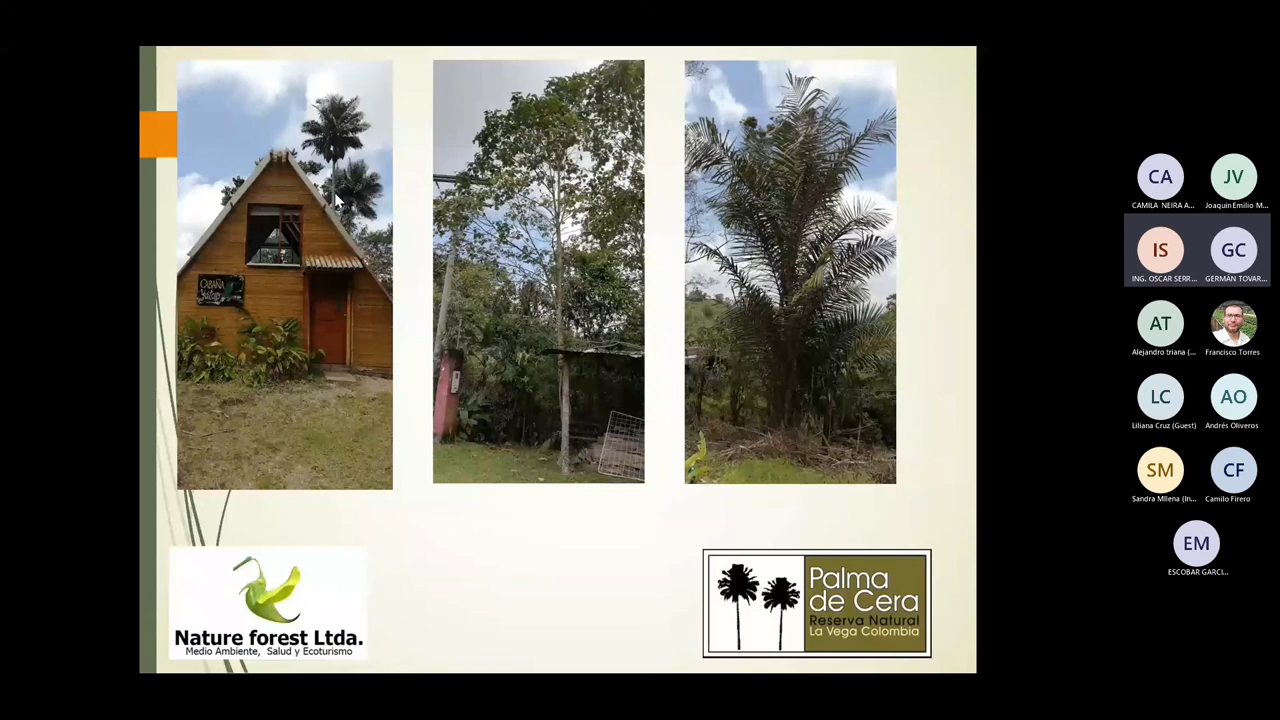 CABAÑA
Nature forest Ltda.
Medio Ambiente, Salud y Ecoturismo
Palma
de Cera
Reserva Natural
La Vega Colombia
CA
JV
CAMILA NEIRA A...
Joaquin Emilio M...
IS
GC
ING. OSCAR SERR...
GERMÁN TOVAR...
AT
Alejandro triana (...
Francisco Torres
LC
AO
Liliana Cruz (Guest)
Andrés Oliveros
SM
CF
Sandra MIlena (In...
Camilo Firero
EM
ESCOBAR GARCI...